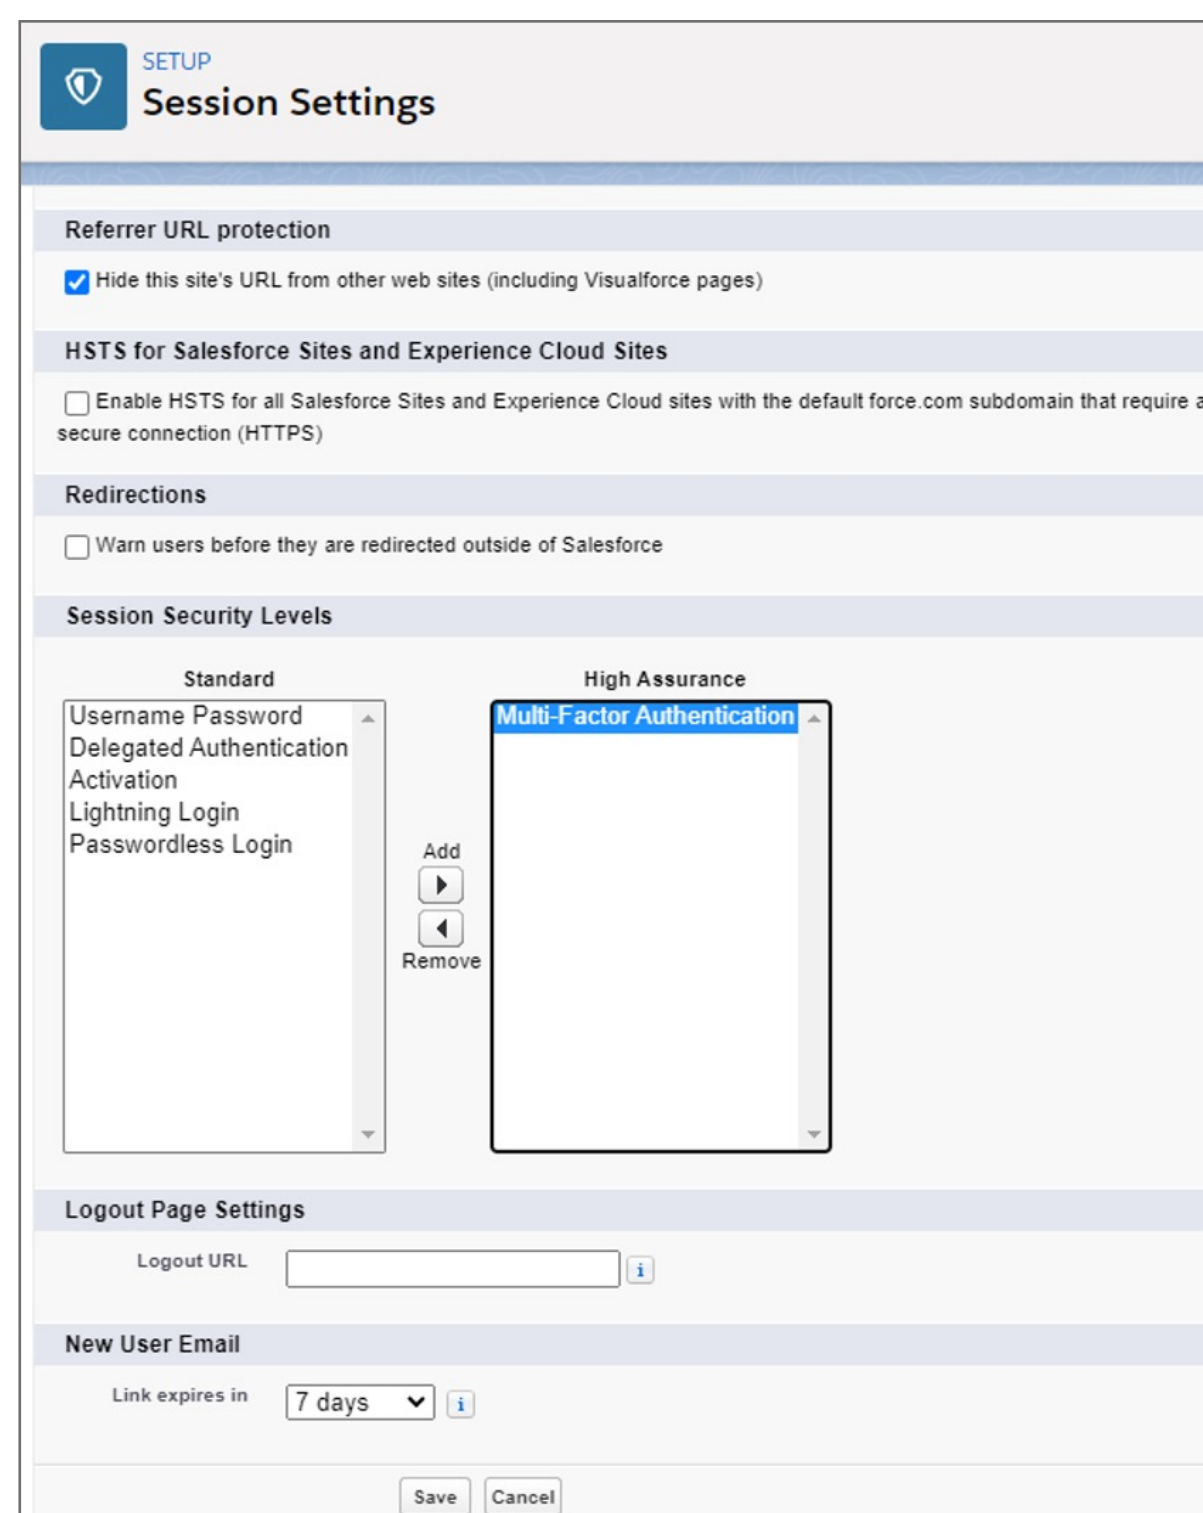 SETUP
Session Settings
Referrer URL protection
Hide this site's URL from other web sites (including Visualforce pages)
HSTS for Salesforce Sites and Experience Cloud Sites
Enable HSTS for all Salesforce Sites and Experience Cloud sites with the default force.com subdomain that require a
secure connection (HTTPS)
Redirections
Warn users before they are redirected outside of Salesforce
Session Security Levels
Standard
Username Password
Delegated Authentication
Activation
Lightning Login
Passwordless Login
Add
Remove
High Assurance
Multi-Factor Authentication
Logout Page Settings
Logout URL
New User Email
Link expires in 7 days
Save Cancel